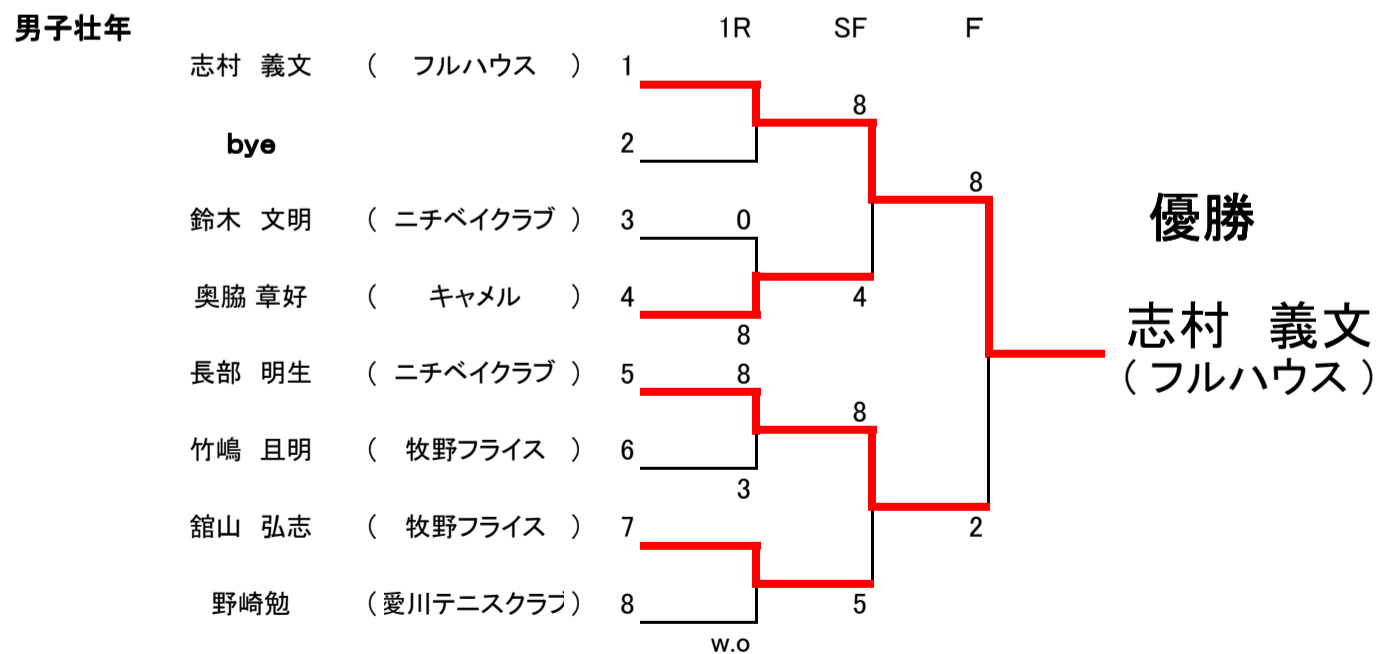 男子壮年 1R SF F
志村 義文 ( フルハウス ) 1
8
bye 2
8
優勝
鈴木 文明 ( ニチベイクラブ ) 3 0
奥脇 章好 ( キャメル ) 4 4
志村 義文
8
長部 明生 ( ニチベイクラブ ) 5 8
( フルハウス )
8
竹嶋 且明 ( 牧野フライス ) 6
3
舘山 弘志 ( 牧野フライス ) 7 2
野崎勉 ( 愛川テニスクラブ ) 8 5
w.o